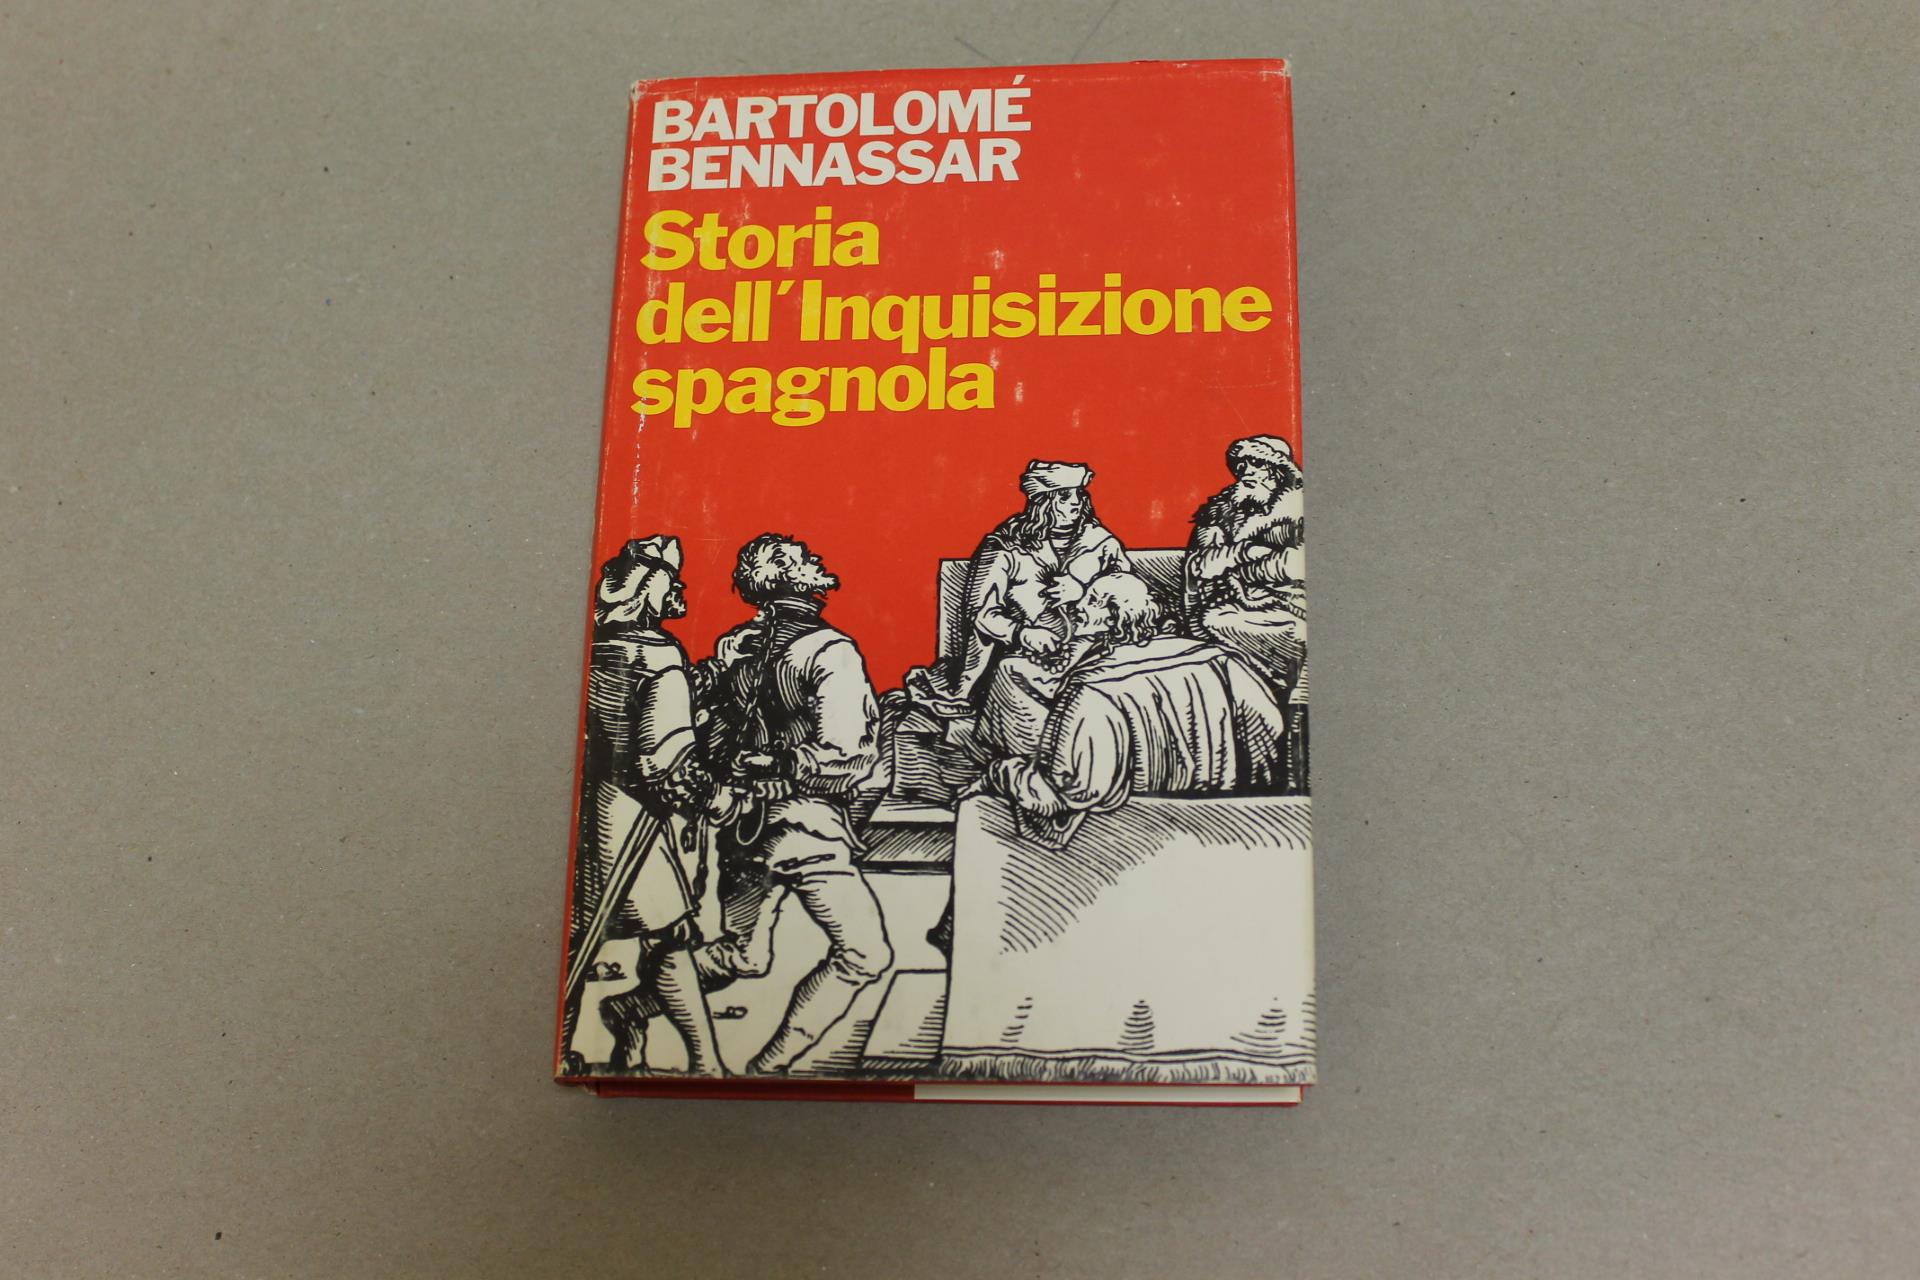 BARTOLOMÉ
BENNASSAR
Storia
dell'Inquisizione
spagnola